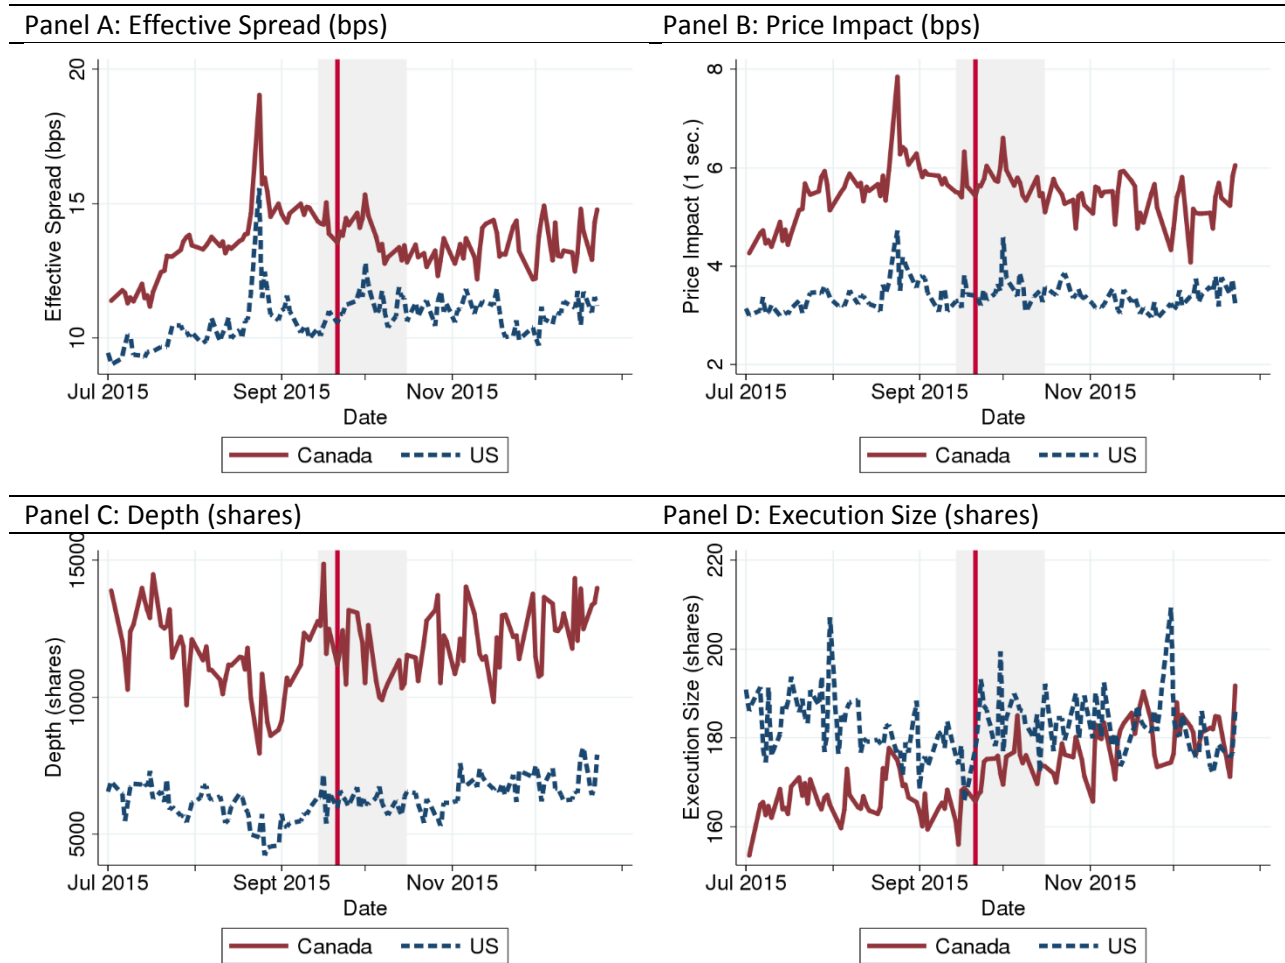 Panel A: Effective Spread (bps)
Effective Spread (bps)
20
15
10
Jul 2015 Sept 2015 Nov 2015
Date
Canada US
Panel B: Price Impact (bps)
Price Impact (1 sec.)
8
6
4
2
Jul 2015 Sept 2015 Nov 2015
Date
Canada US
Panel C: Depth (shares)
Depth (shares)
15000
10000
5000
Jul 2015 Sept 2015 Nov 2015
Date
Canada US
Panel D: Execution Size (shares)
Execution Size (shares)
220
200
180
160
Jul 2015 Sept 2015 Nov 2015
Date
Canada US